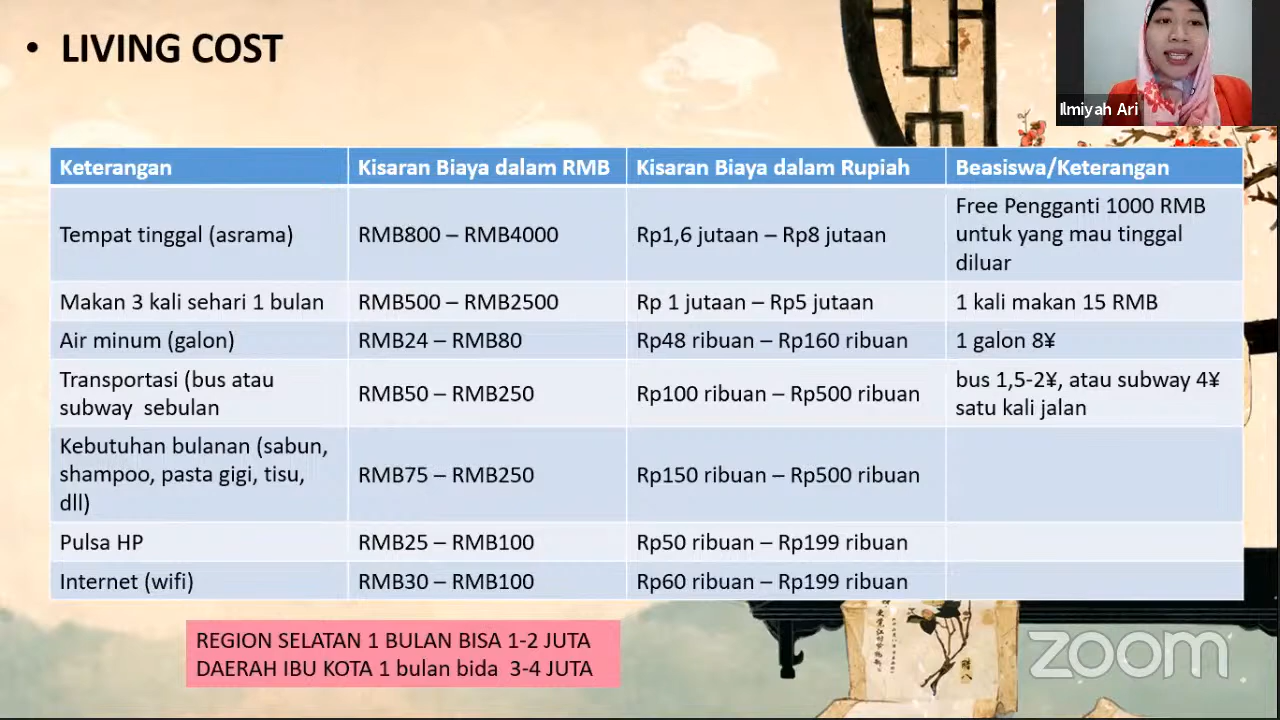 • LIVING COST
Ilmiyah Ari
Keterangan
Kisaran Biaya dalam RMB
Kisaran Biaya dalam Rupiah
Beasiswa/Keterangan
Tempat tinggal (asrama)
RMB800 – RMB4000
Rp1,6 jutaan – Rp8 jutaan
Free Pengganti 1000 RMB
untuk yang mau tinggal
diluar
Makan 3 kali sehari 1 bulan
RMB500 – RMB2500
Rp 1 jutaan – Rp5 jutaan
1 kali makan 15 RMB
Air minum (galon)
RMB24 – RMB80
Rp48 ribuan – Rp160 ribuan
1 galon 8¥
Transportasi (bus atau
subway sebulan
RMB50 – RMB250
Rp100 ribuan – Rp500 ribuan
bus 1,5-2¥, atau subway 4¥
satu kali jalan
Kebutuhan bulanan (sabun,
shampoo, pasta gigi, tisu,
dll)
RMB75 – RMB250
Rp150 ribuan – Rp500 ribuan
Pulsa HP
RMB25 – RMB100
Rp50 ribuan – Rp199 ribuan
Internet (wifi)
RMB30 – RMB100
Rp60 ribuan – Rp199 ribuan
REGION SELATAN 1 BULAN BISA 1-2 JUTA
DAERAH IBU KOTA 1 bulan bida 3-4 JUTA
zoom